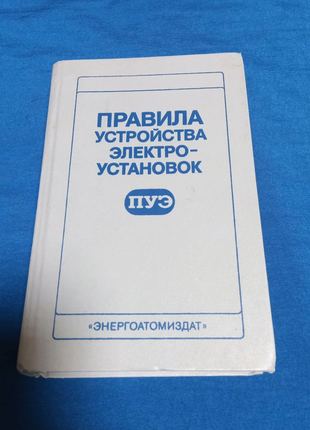 ПРАВИЛА
УСТРОЙСТВА
ЭЛЕКТРО-
УСТАНОВОК
ПУЭ
«ЭНЕРГОАТОМИЗДАТ»